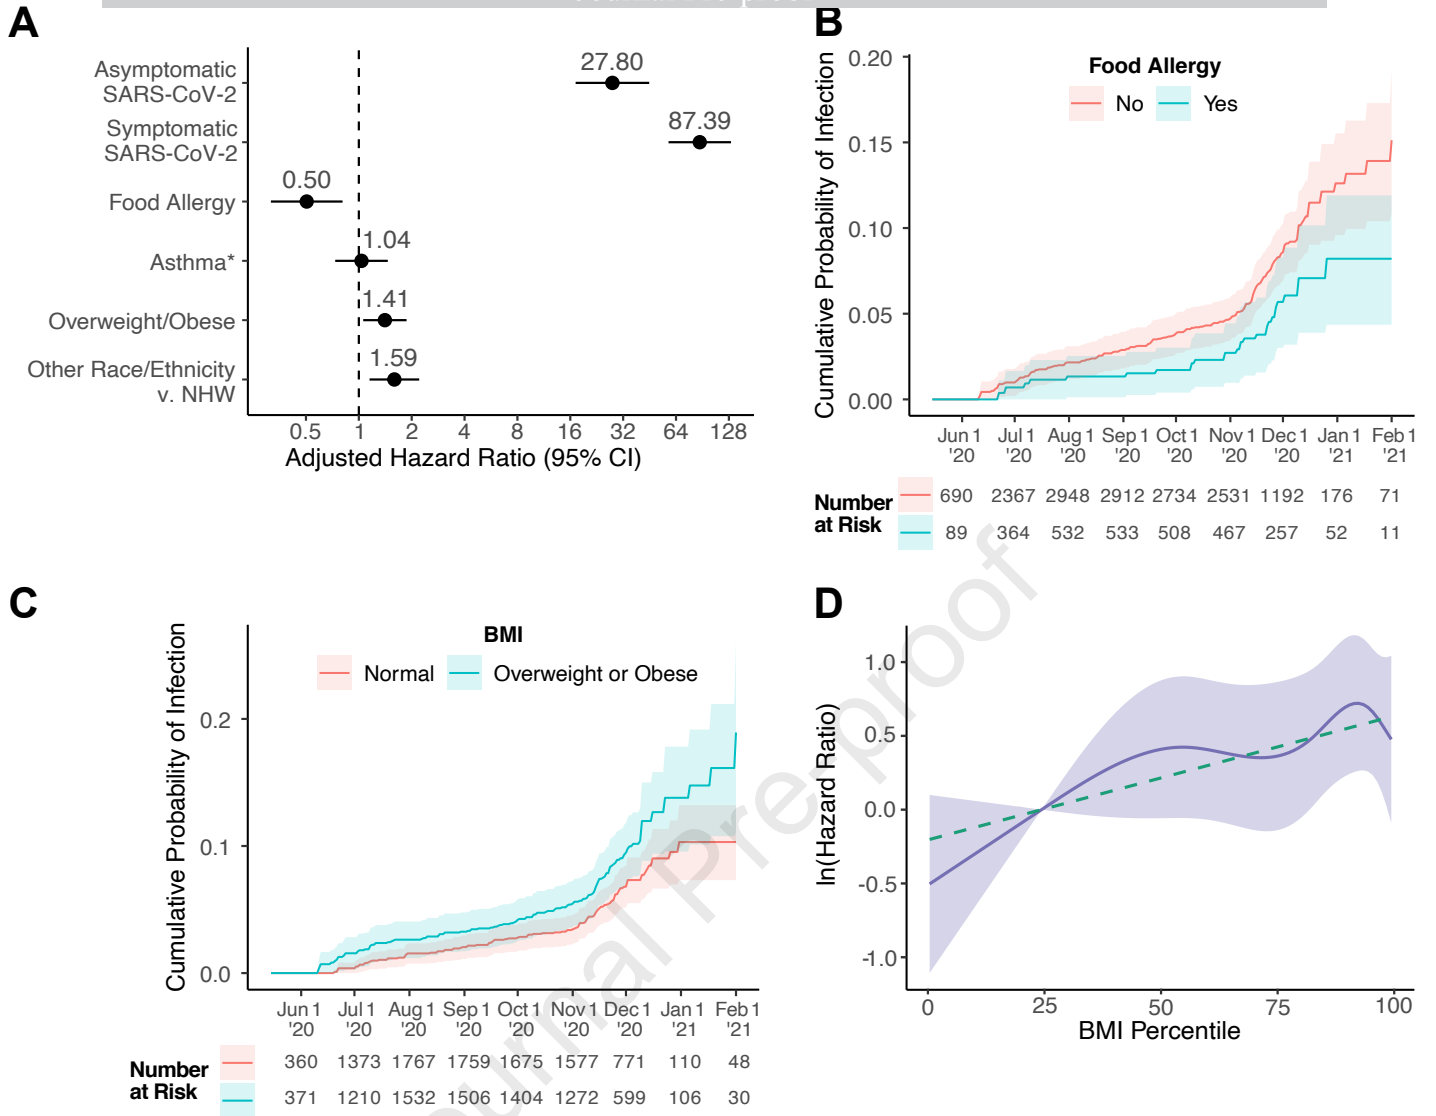 A
Asymptomatic
SARS-CoV-2
Symptomatic
SARS-CoV-2
Food Allergy
Asthma*
Overweight/Obese
Other Race/Ethnicity
v. NHW
27.80
87.39
0.50
1.04
1.41
1.59
0.5 1 2 4 8 16 32 64 128
Adjusted Hazard Ratio (95% CI)
B
Cumulative Probability of Infection
0.20
0.15
0.10
0.05
0.00
Food Allergy
No Yes
Jun 1 Jul 1 Aug 1 Sep 1 Oct 1 Nov 1 Dec 1 Jan 1 Feb 1
'20 '20 '20 '20 '20 '20 '20 '21 '21
Number
at Risk
690 2367 2948 2912 2734 2531 1192 176 71
89 364 532 533 508 467 257 52 11
C
Cumulative Probability of Infection
0.2
0.1
0.0
BMI
Normal Overweight or Obese
Jun 1 Jul 1 Aug 1 Sep 1 Oct 1 Nov 1 Dec 1 Jan 1 Feb 1
'20 '20 '20 '20 '20 '20 '20 '21 '21
Number
at Risk
360 1373 1767 1759 1675 1577 771 110 48
371 1210 1532 1506 1404 1272 599 106 30
D
ln(Hazard Ratio)
1.0
0.5
0.0
-0.5
-1.0
0 25 50 75 100
BMI Percentile
Pre-proof